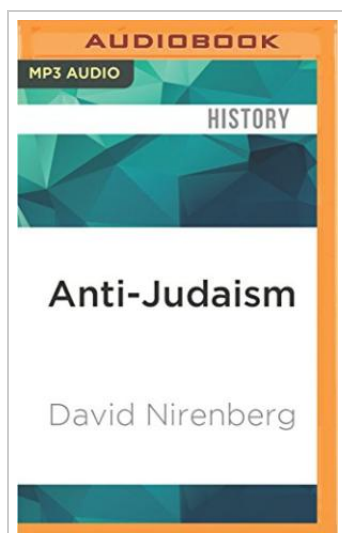 AUDIOBOOK
MP3 AUDIO
HISTORY
Anti-Judaism
David Nirenberg